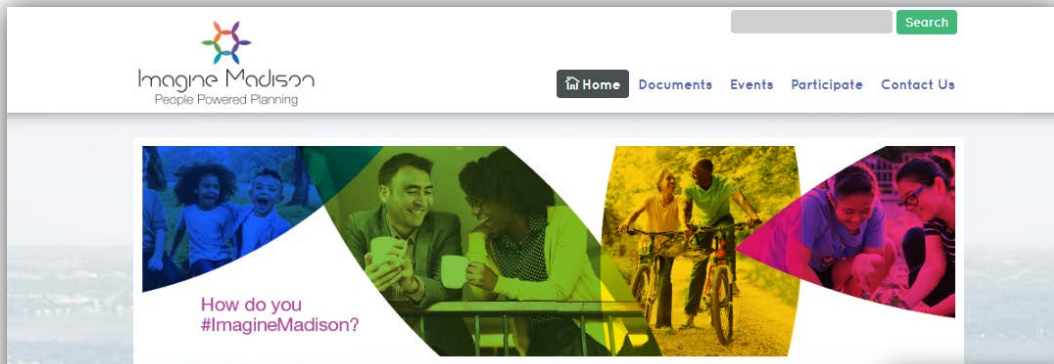 Search
Imagine Madison
People Powered Planning
Home Documents Events Participate Contact Us
How do you
#ImagineMadison?